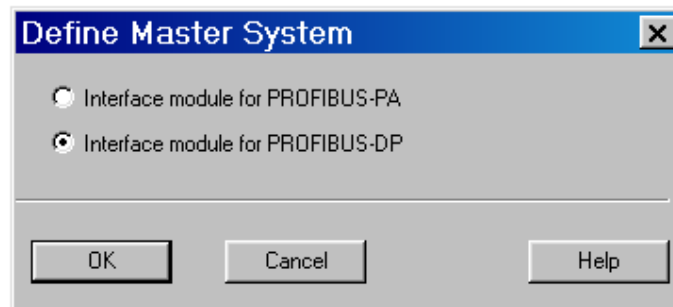 Define Master System
Interface module for PROFIBUS-PA
Interface module for PROFIBUS-DP
OK Cancel Help